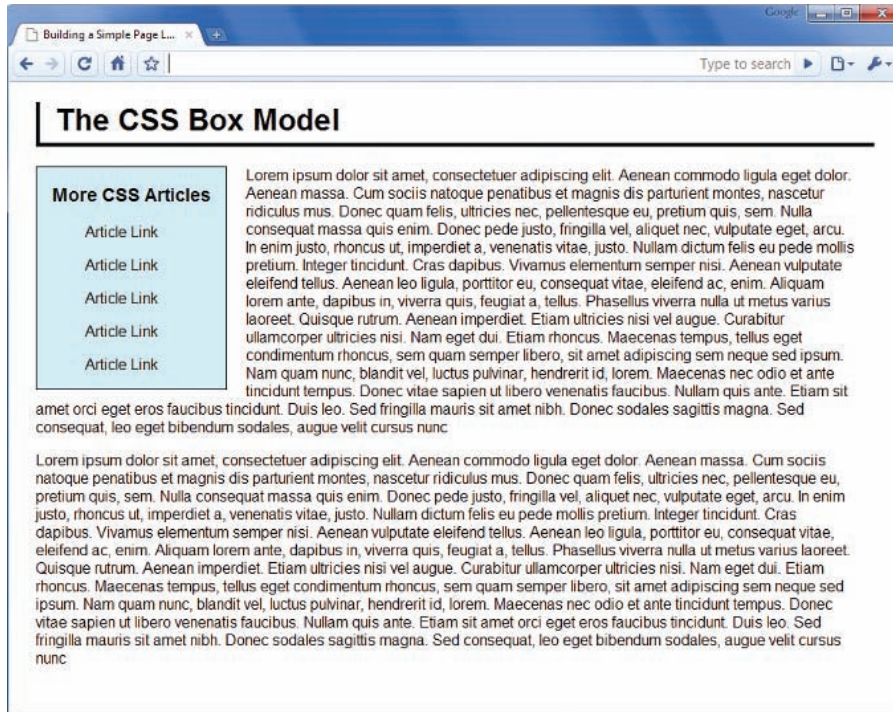 Google
Building a Simple Page L...
Type to search
The CSS Box Model
More CSS Articles
Article Link
Article Link
Article Link
Article Link
Article Link
Lorem ipsum dolor sit amet, consectetuer adipiscing elit. Aenean commodo ligula eget dolor.
Aenean massa. Cum sociis natoque penatibus et magnis dis parturient montes, nascetur
ridiculus mus. Donec quam felis, ultricies nec, pellentesque eu, pretium quis, sem. Nulla
consequat massa quis enim. Donec pede justo, fringilla vel, aliquet nec, vulputate eget, arcu.
In enim justo, rhoncus ut, imperdiet a, venenatis vitae, justo. Nullam dictum felis eu pede mollis
pretium. Integer tincidunt. Cras dapibus. Vivamus elementum semper nisi. Aenean vulputate
eleifend tellus. Aenean leo ligula, porttitor eu, consequat vitae, eleifend ac, enim. Aliquam
lorem ante, dapibus in, viverra quis, feugiat a, tellus. Phasellus viverra nulla ut metus varius
laoreet. Quisque rutrum. Aenean imperdiet. Etiam ultricies nisi vel augue. Curabitur
ullamcorper ultricies nisi. Nam eget dui. Etiam rhoncus. Maecenas tempus, tellus eget
condimentum rhoncus, sem quam semper libero, sit amet adipiscing sem neque sed ipsum.
Nam quam nunc, blandit vel, luctus pulvinar, hendrerit id, lorem. Maecenas nec odio et ante
tincidunt tempus. Donec vitae sapien ut libero venenatis faucibus. Nullam quis ante. Etiam sit
amet orci eget eros faucibus tincidunt. Duis leo. Sed fringilla mauris sit amet nibh. Donec sodales sagittis magna. Sed
consequat, leo eget bibendum sodales, augue velit cursus nunc
Lorem ipsum dolor sit amet, consectetuer adipiscing elit. Aenean commodo ligula eget dolor. Aenean massa. Cum sociis
natoque penatibus et magnis dis parturient montes, nascetur ridiculus mus. Donec quam felis, ultricies nec, pellentesque eu,
pretium quis, sem. Nulla consequat massa quis enim. Donec pede justo, fringilla vel, aliquet nec, vulputate eget, arcu. In enim
justo, rhoncus ut, imperdiet a, venenatis vitae, justo. Nullam dictum felis eu pede mollis pretium. Integer tincidunt. Cras
dapibus. Vivamus elementum semper nisi. Aenean vulputate eleifend tellus. Aenean leo ligula, porttitor eu, consequat vitae,
eleifend ac, enim. Aliquam lorem ante, dapibus in, viverra quis, feugiat a, tellus. Phasellus viverra nulla ut metus varius laoreet.
Quisque rutrum. Aenean imperdiet. Etiam ultricies nisi vel augue. Curabitur ullamcorper ultricies nisi. Nam eget dui. Etiam
rhoncus. Maecenas tempus, tellus eget condimentum rhoncus, sem quam semper libero, sit amet adipiscing sem neque sed
ipsum. Nam quam nunc, blandit vel, luctus pulvinar, hendrerit id, lorem. Maecenas nec odio et ante tincidunt tempus. Donec
vitae sapien ut libero venenatis faucibus. Nullam quis ante. Etiam sit amet orci eget eros faucibus tincidunt. Duis leo. Sed
fringilla mauris sit amet nibh. Donec sodales sagittis magna. Sed consequat, leo eget bibendum sodales, augue velit cursus
nunc